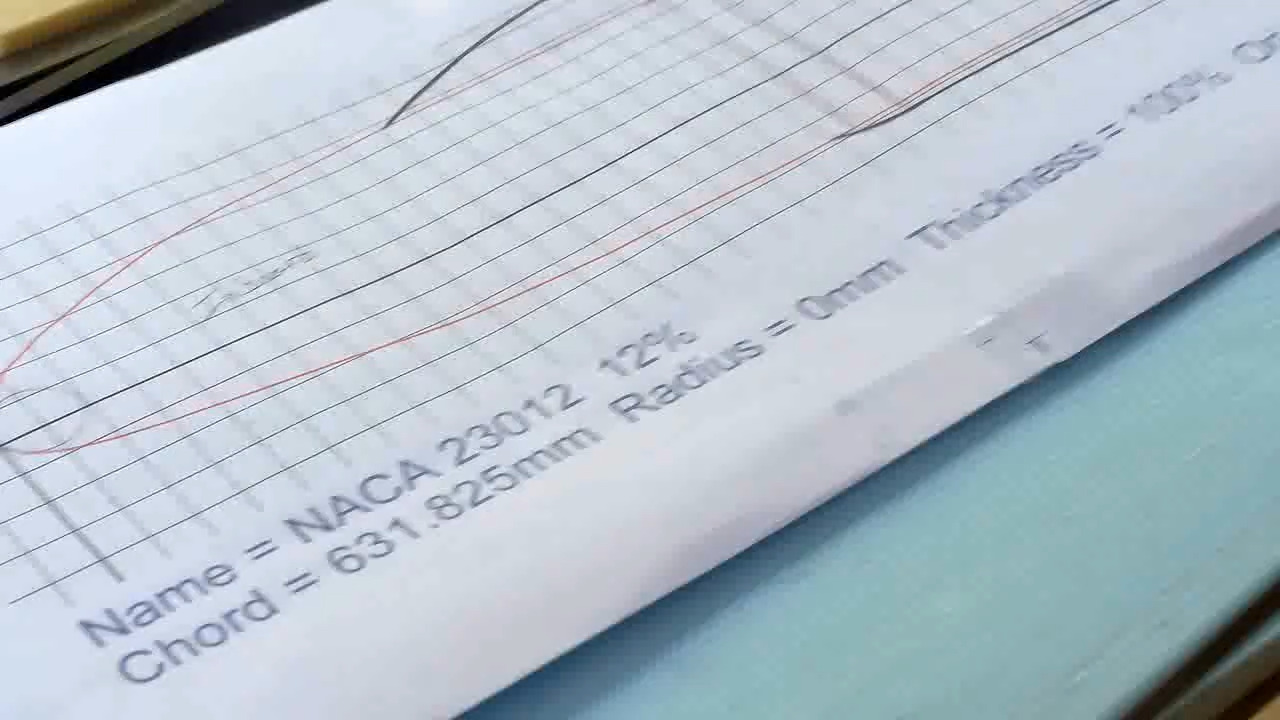 Name = NACA 23012 12%
Chord = 631.825mm Radius = 0mm Thickness = 100%